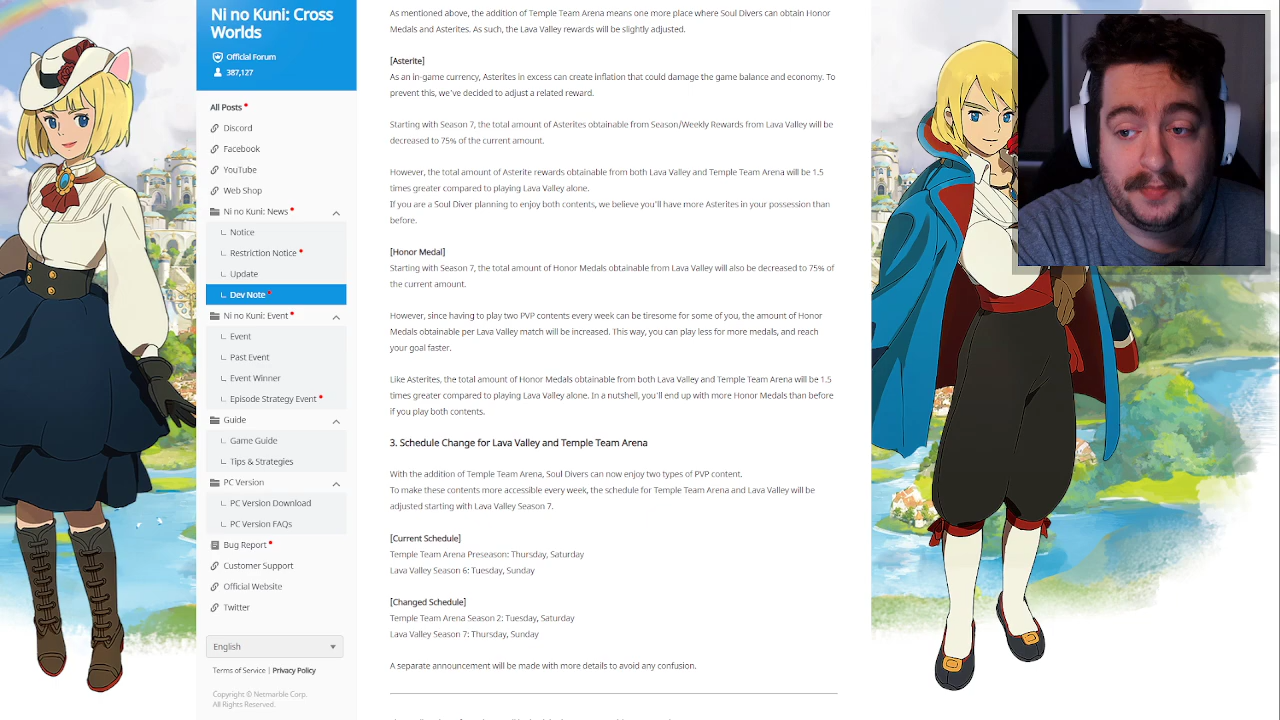 Ni no Kuni: Cross
Worlds
Official Forum
387,127
All Posts
Discord
Facebook
YouTube
Web Shop
Ni no Kuni: News
Notice
Restriction Notice
Update
Dev Note
Ni no Kuni: Event
Event
Past Event
Event Winner
Episode Strategy Event
Guide
Game Guide
Tips & Strategies
PC Version
PC Version Download
PC Version FAQs
Bug Report
Customer Support
Official Website
Twitter
English
Terms of Service | Privacy Policy
Copyright © Netmarble Corp.
All Rights Reserved.
As mentioned above, the addition of Temple Team Arena means one more place where Soul Divers can obtain Honor
Medals and Asterites. As such, the Lava Valley rewards will be slightly adjusted.
[Asterite]
As an in-game currency, Asterites in excess can create inflation that could damage the game balance and economy. To
prevent this, we've decided to adjust a related reward.
Starting with Season 7, the total amount of Asterites obtainable from Season/Weekly Rewards from Lava Valley will be
decreased to 75% of the current amount.
However, the total amount of Asterite rewards obtainable from both Lava Valley and Temple Team Arena will be 1.5
times greater compared to playing Lava Valley alone.
If you are a Soul Diver planning to enjoy both contents, we believe you'll have more Asterites in your possession than
before.
[Honor Medal]
Starting with Season 7, the total amount of Honor Medals obtainable from Lava Valley will also be decreased to 75% of
the current amount.
However, since having to play two PVP contents every week can be tiresome for some of you, the amount of Honor
Medals obtainable per Lava Valley match will be increased. This way, you can play less for more medals, and reach
your goal faster.
Like Asterites, the total amount of Honor Medals obtainable from both Lava Valley and Temple Team Arena will be 1.5
times greater compared to playing Lava Valley alone. In a nutshell, you'll end up with more Honor Medals than before
if you play both contents.
3. Schedule Change for Lava Valley and Temple Team Arena
With the addition of Temple Team Arena, Soul Divers can now enjoy two types of PVP content.
To make these contents more accessible every week, the schedule for Temple Team Arena and Lava Valley will be
adjusted starting with Lava Valley Season 7.
[Current Schedule]
Temple Team Arena Preseason: Thursday, Saturday
Lava Valley Season 6: Tuesday, Sunday
[Changed Schedule]
Temple Team Arena Season 2: Tuesday, Saturday
Lava Valley Season 7: Thursday, Sunday
A separate announcement will be made with more details to avoid any confusion.